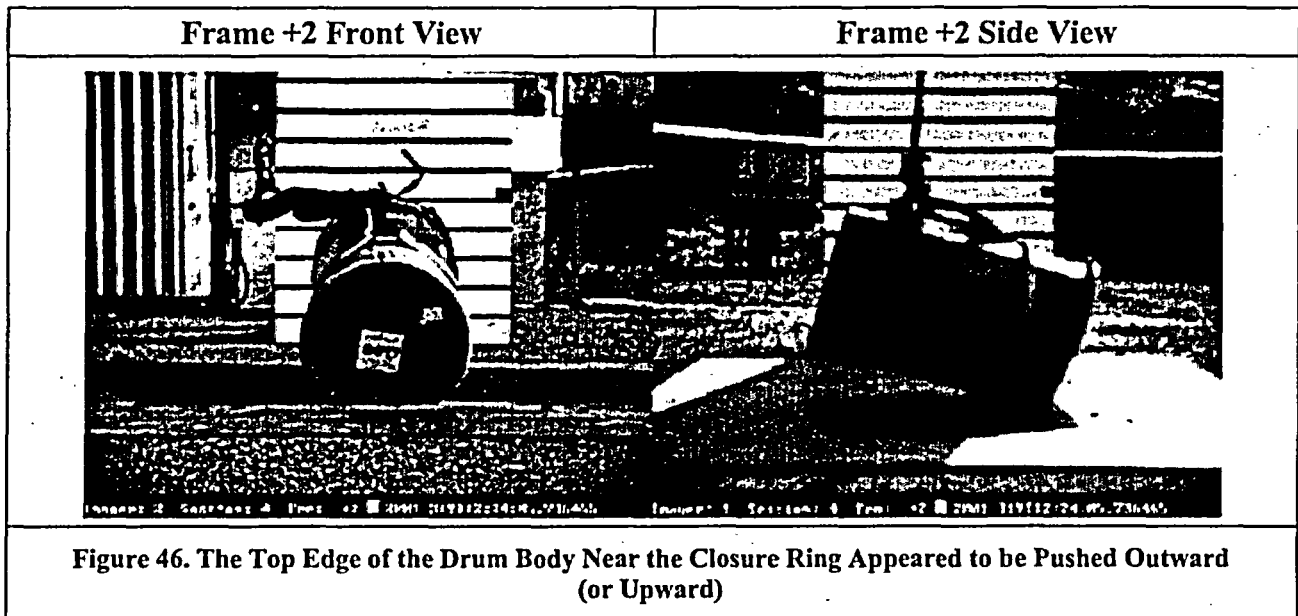 Frame +2 Front View
Frame +2 Side View
Figure 46. The Top Edge of the Drum Body Near the Closure Ring Appeared to be Pushed Outward
(or Upward)